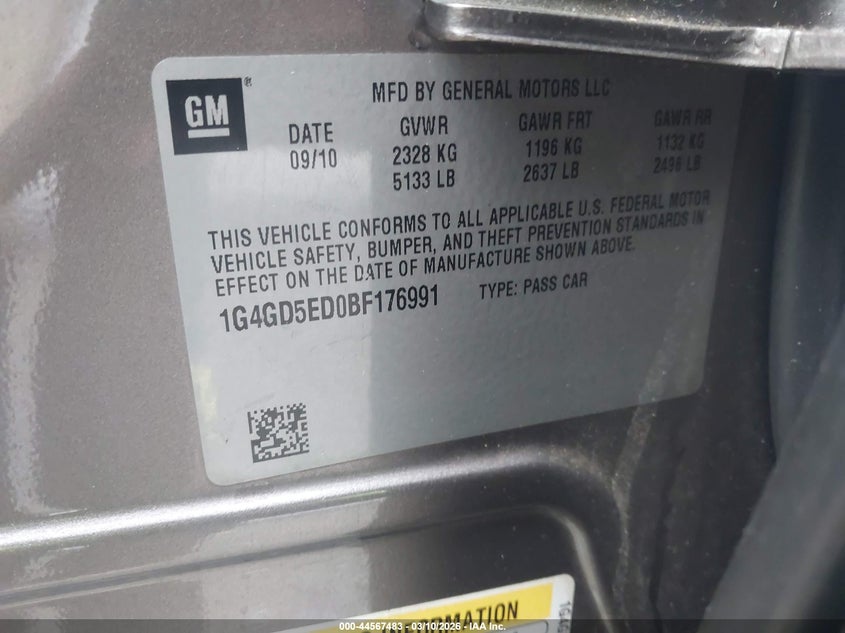 GM
MFD BY GENERAL MOTORS LLC
DATE GVWR GAWR FRT GAWR RR
09/10 2328 KG 1196 KG 1132 KG
5133 LB 2637 LB 2496 LB
THIS VEHICLE CONFORMS TO ALL APPLICABLE U.S. FEDERAL MOTOR
VEHICLE SAFETY, BUMPER, AND THEFT PREVENTION STANDARDS IN
EFFECT ON THE DATE OF MANUFACTURE SHOWN ABOVE.
1G4GD5ED0BF176991 TYPE: PASS CAR
INFORMATION
000-44567483 - 03/10/2026 - IAA Inc.